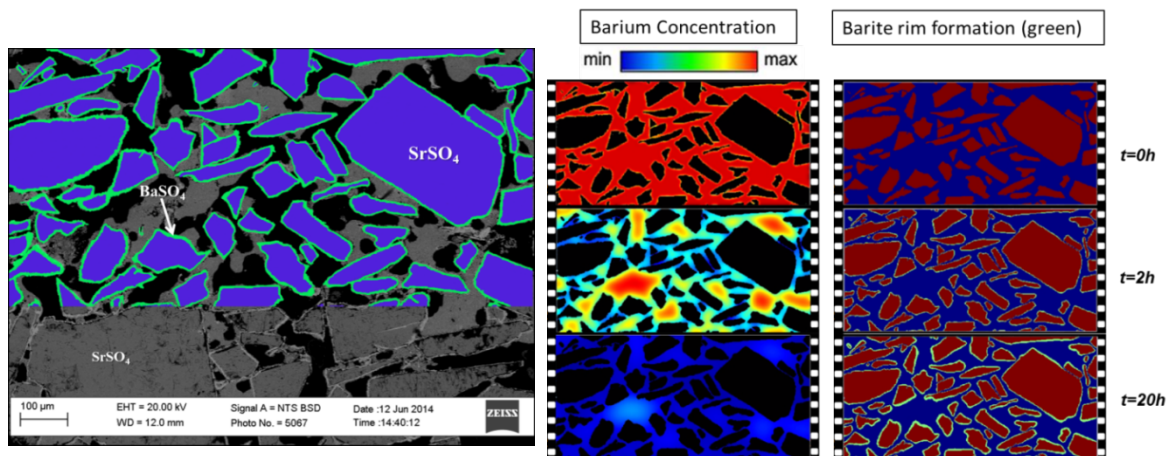 SrSO₄
BaSO₄
SrSO₄
100 µm
EHT = 20.00 kV
WD = 12.0 mm
Signal A = NTS BSD
Photo No. = 5067
Date :12 Jun 2014
Time :14:40:12
ZEISS
Barium Concentration
min
max
Barite rim formation (green)
t=0h
t=2h
t=20h